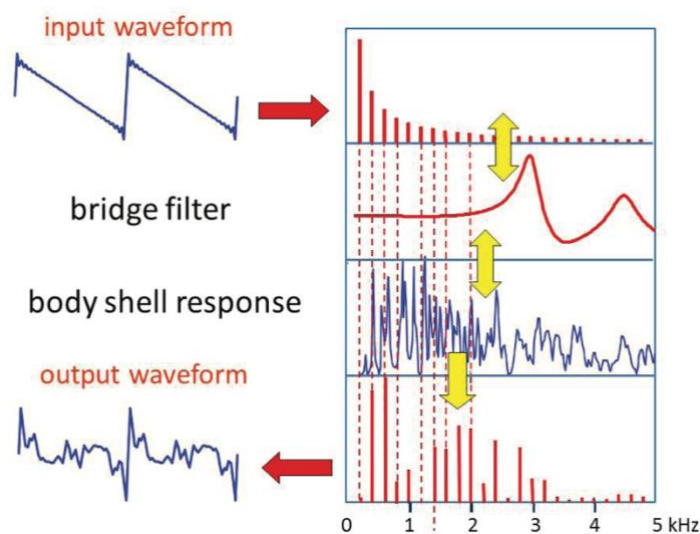 input waveform
bridge filter
body shell response
output waveform
0 1 2 3 4 5 kHz